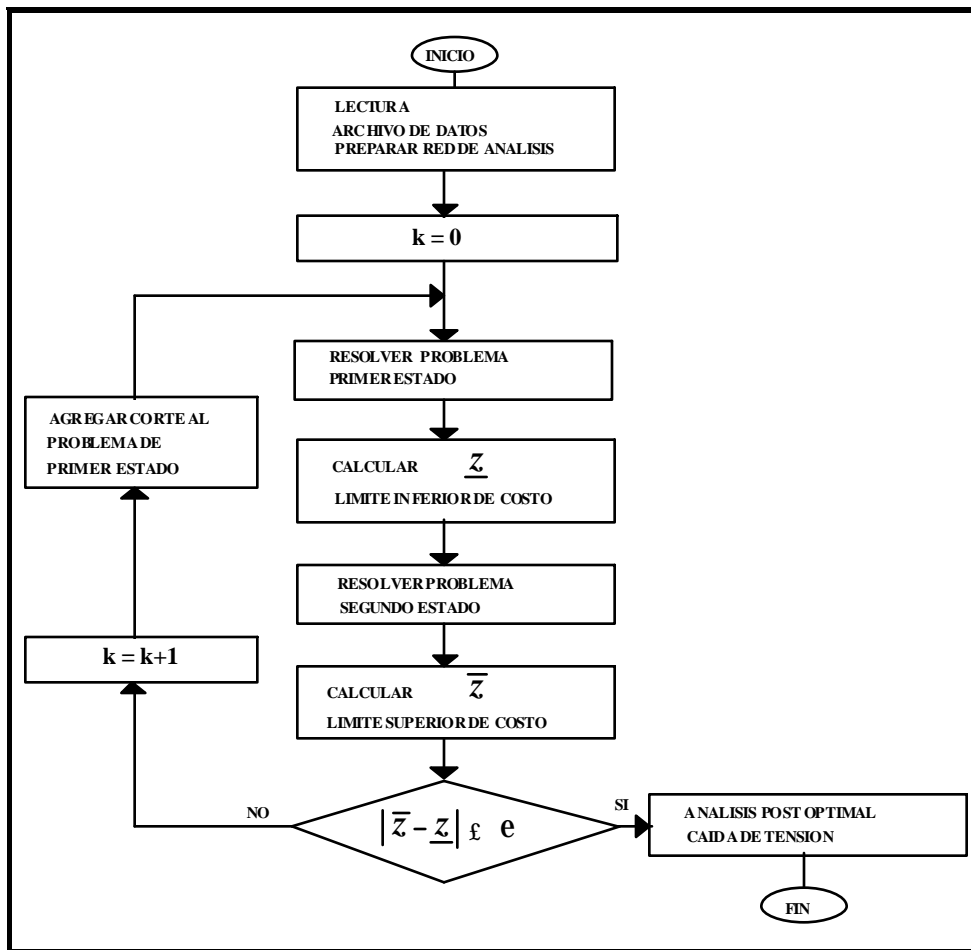 INICIO
LECTURA
ARCHIVO DE DATOS
PREPARAR RED DE ANALISIS
k = 0
RESOLVER PROBLEMA
PRIMER ESTADO
AGREGAR CORTE AL
PROBLEMA DE
PRIMER ESTADO
CALCULAR z̲
LIMITE INFERIOR DE COSTO
RESOLVER PROBLEMA
SEGUNDO ESTADO
k = k+1
CALCULAR z̅
LIMITE SUPERIOR DE COSTO
NO
|z̅ - z̲| £ e
SI
ANALISIS POST OPTIMAL
CAIDA DE TENSION
FIN